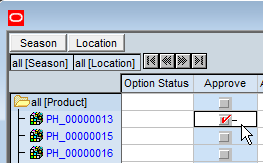 Season Location
all [Season] all [Location]
Option Status Approve
all [Product]
PH_00000013
PH_00000015
PH_00000016